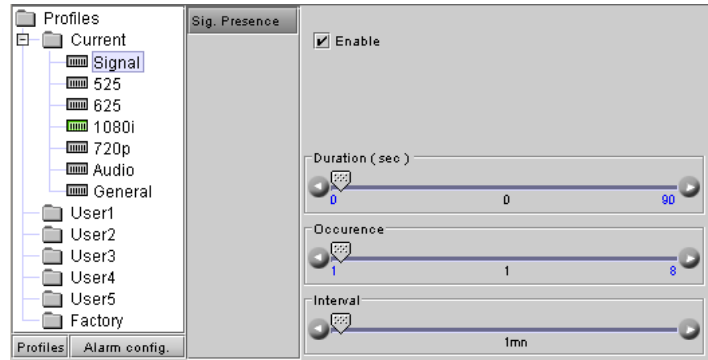 Profiles
Current
Signal
525
625
1080i
720p
Audio
General
User1
User2
User3
User4
User5
Factory
Profiles
Alarm config.
Sig. Presence
Enable
Duration ( sec )
0 0 90
Occurence
1 1 8
Interval
1mn